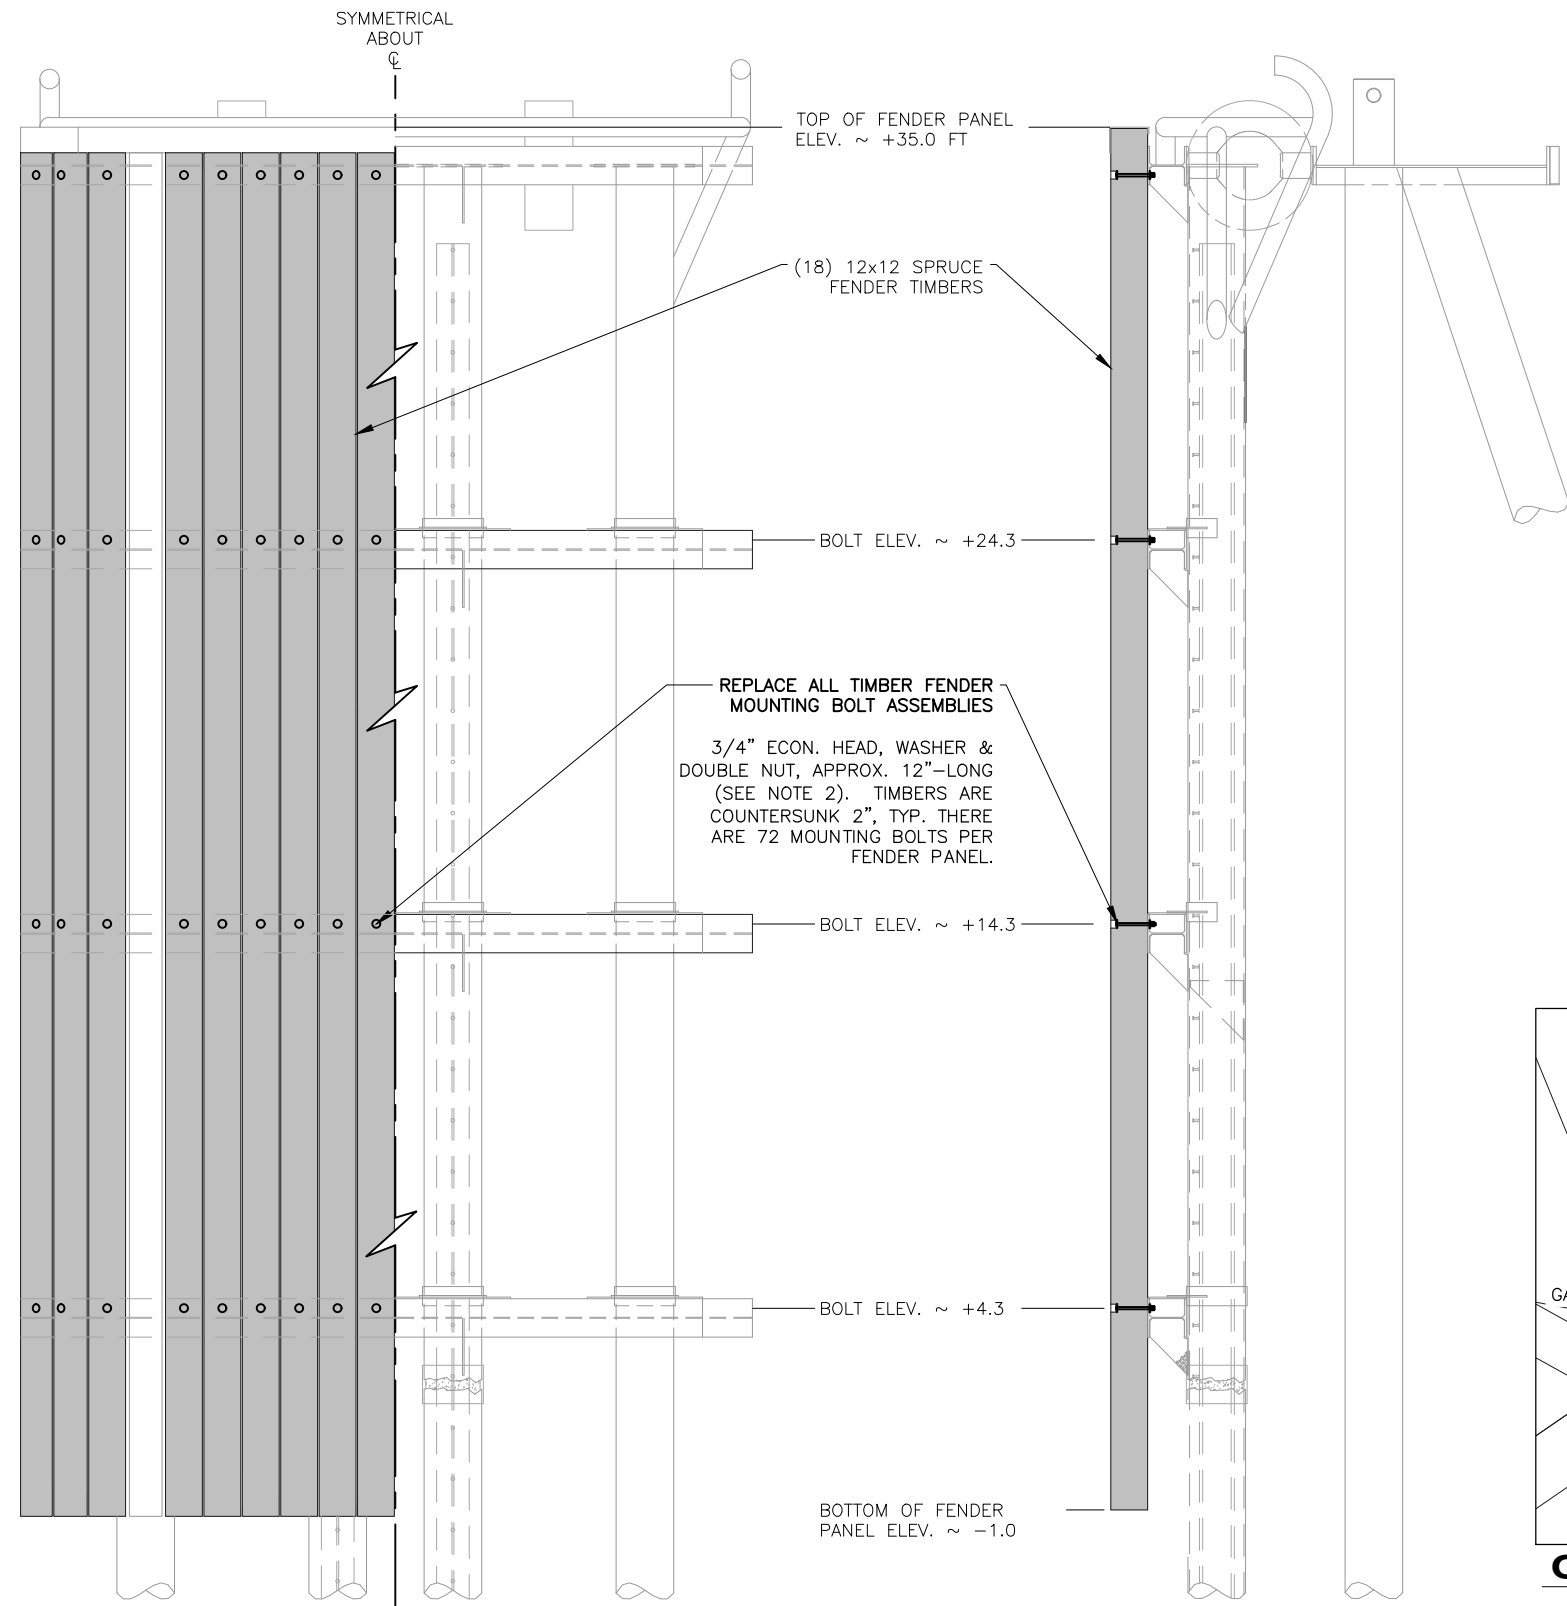 SYMMETRICAL
ABOUT
℄
TOP OF FENDER PANEL
ELEV. ~ +35.0 FT
(18) 12x12 SPRUCE
FENDER TIMBERS
BOLT ELEV. ~ +24.3
REPLACE ALL TIMBER FENDER
MOUNTING BOLT ASSEMBLIES
3/4" ECON. HEAD, WASHER &
DOUBLE NUT, APPROX. 12"-LONG
(SEE NOTE 2). TIMBERS ARE
COUNTERSUNK 2", TYP. THERE
ARE 72 MOUNTING BOLTS PER
FENDER PANEL.
BOLT ELEV. ~ +14.3
BOLT ELEV. ~ +4.3
BOTTOM OF FENDER
PANEL ELEV. ~ -1.0